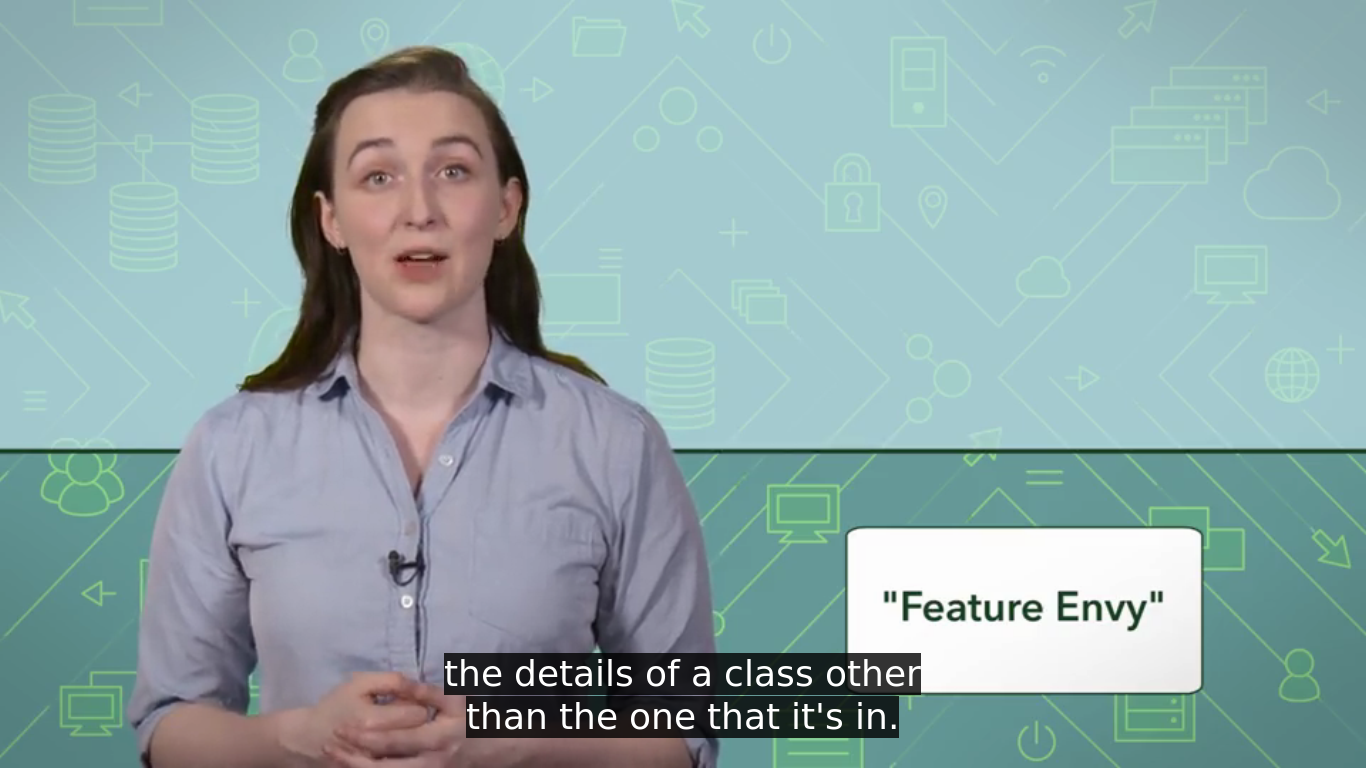 "Feature Envy"
the details of a class other
than the one that it's in.